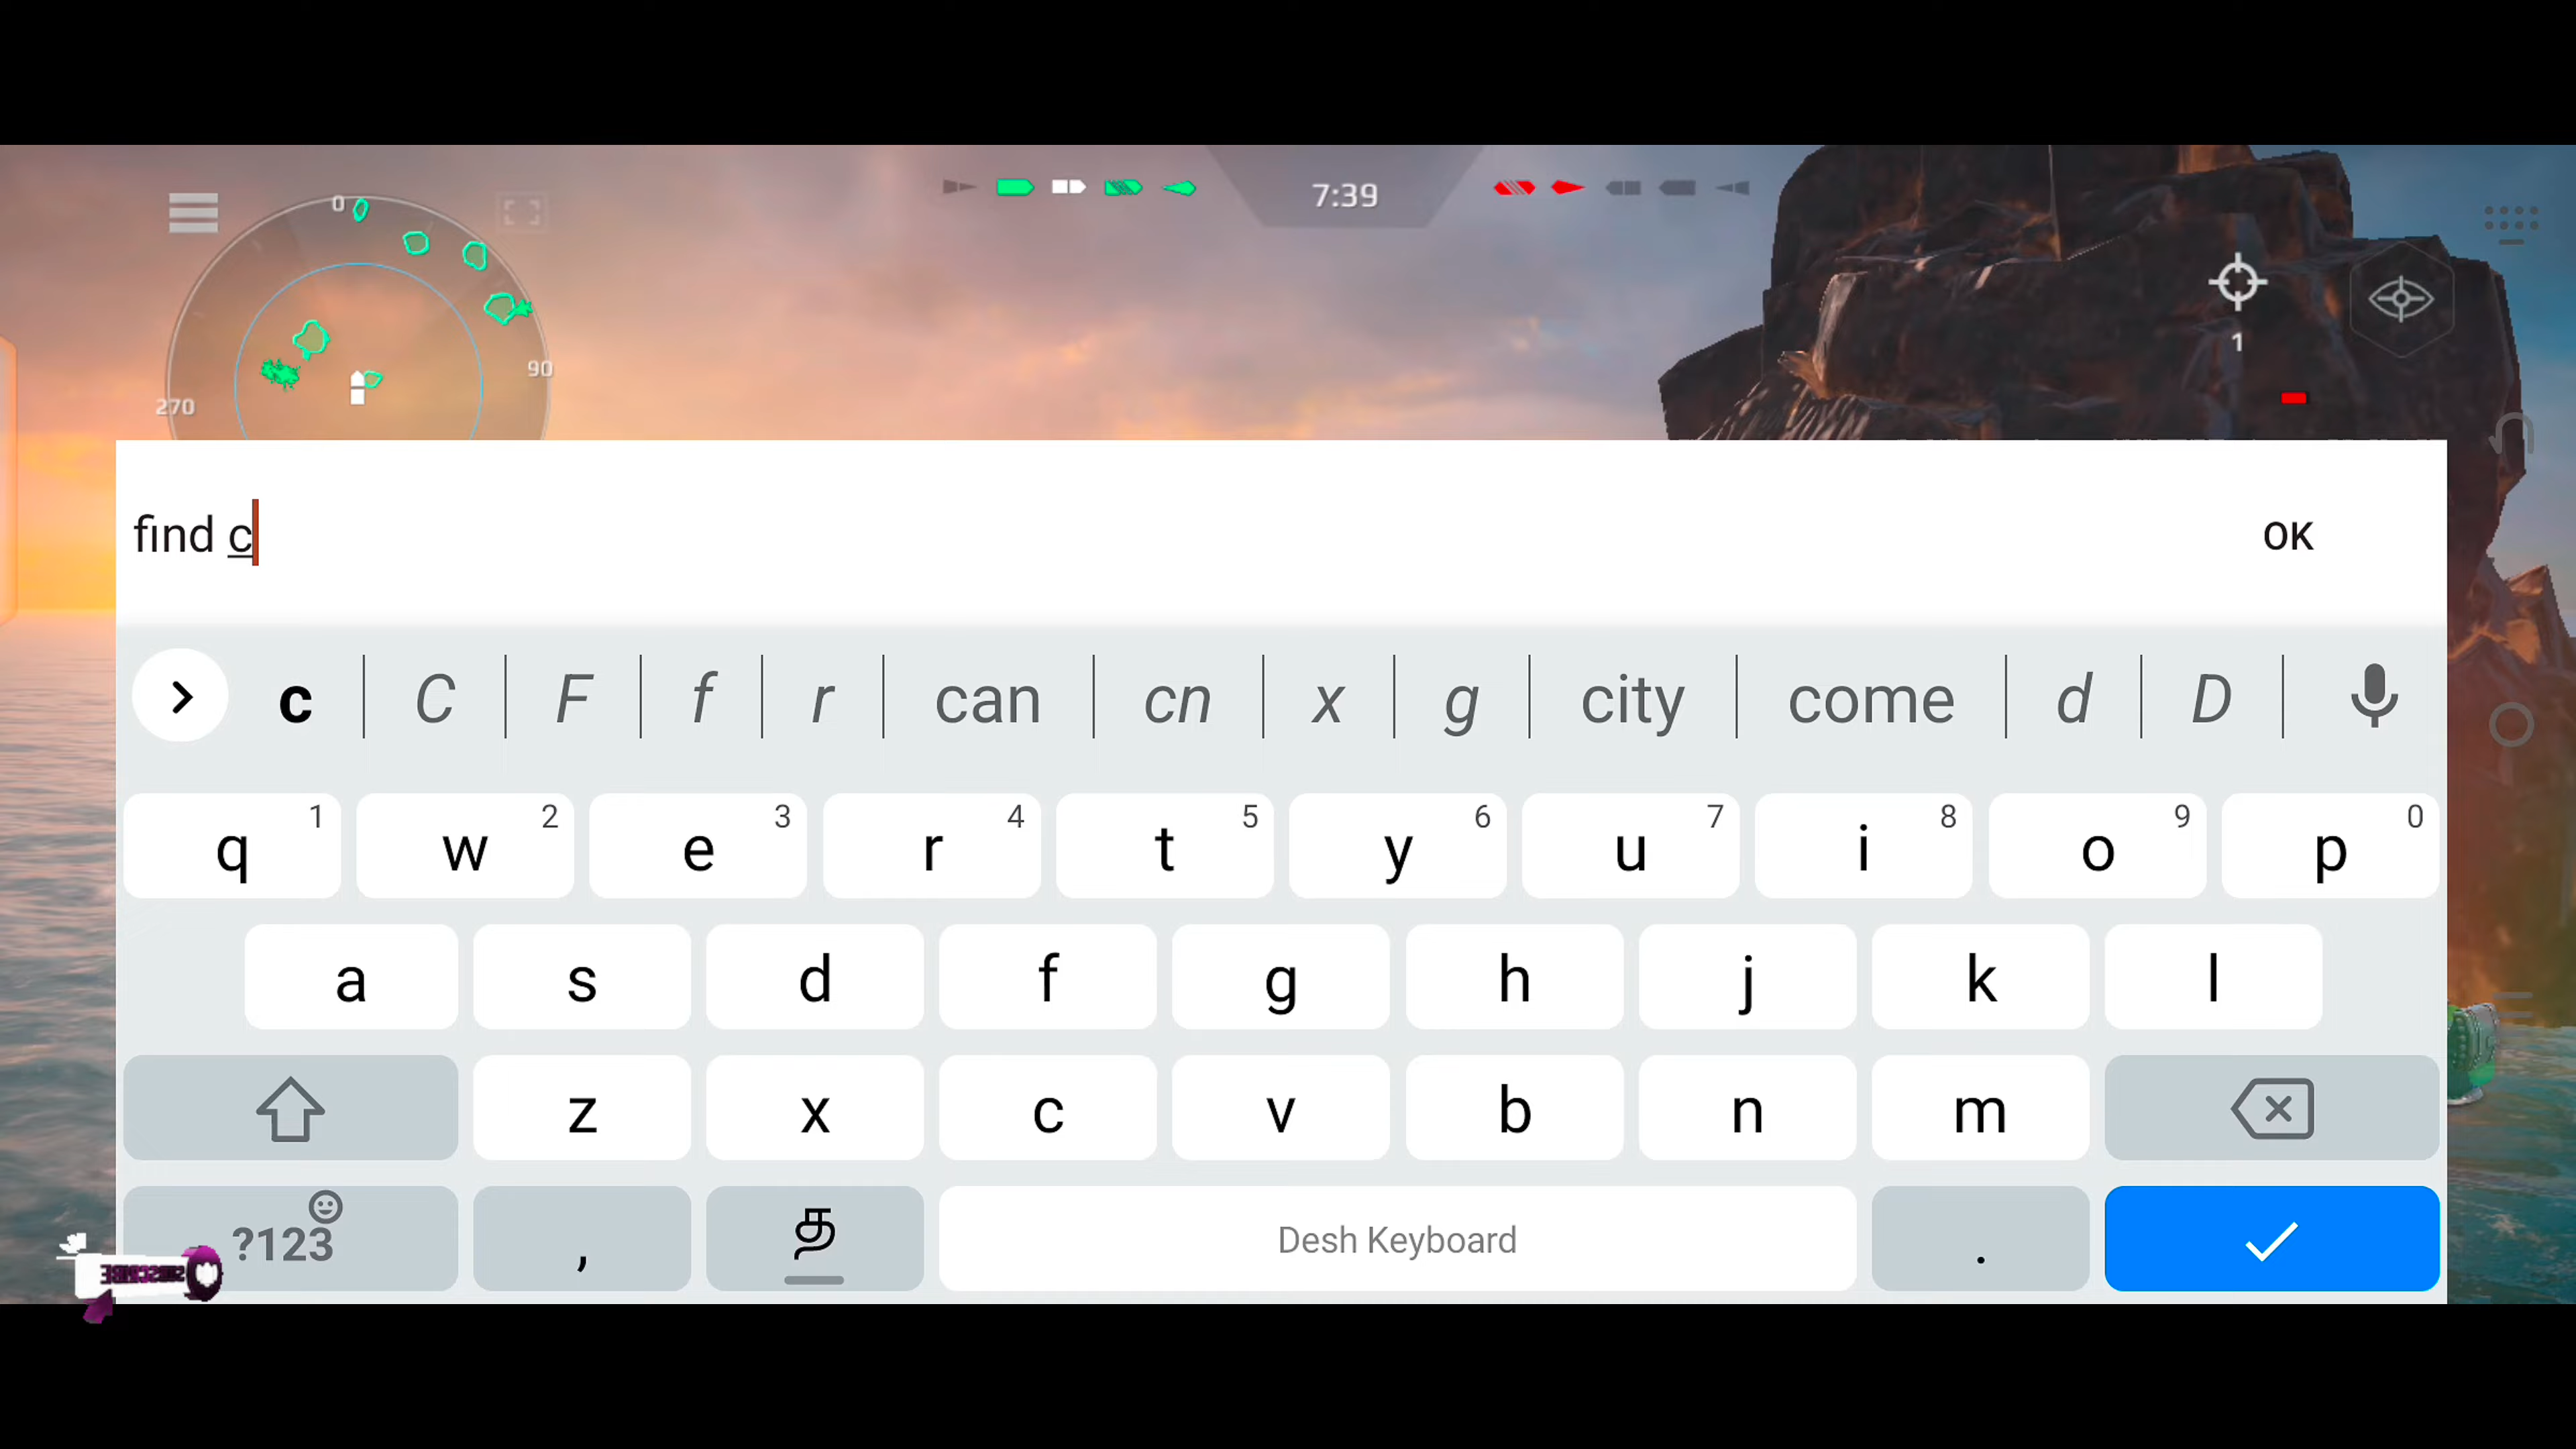 0
7:39
90
270
1
find c
OK
c C F f r can cn x g city come d D
1 2 3 4 5 6 7 8 9 0
q w e r t y u i o p
a s d f g h j k l
z x c v b n m
?123 , த Desh Keyboard .
SUBSCRIBE